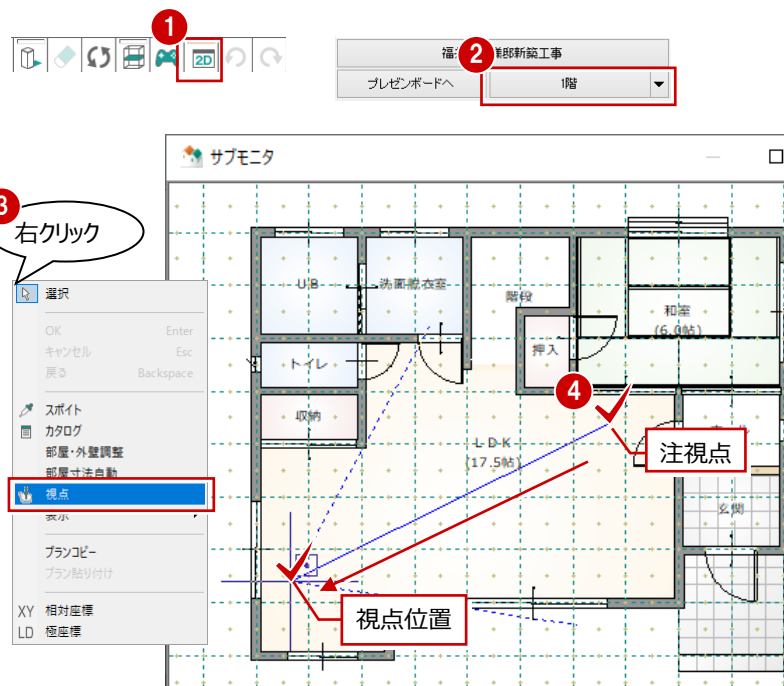 1
2D
2
福
様邸新築工事
プレゼンボードへ
1階
サブモニタ
3
右クリック
選択
OK Enter
キャンセル Esc
戻る Backspace
スポイト
カタログ
部屋・外壁調整
部屋寸法自動
視点
表示
プランコピー
プラン貼り付け
XY 相対座標
LD 極座標
UB
洗面脱衣室
階段
和室
(6.0帖)
押入
トイレ
収納
4
注視点
LDK
(17.5帖)
玄関
視点位置